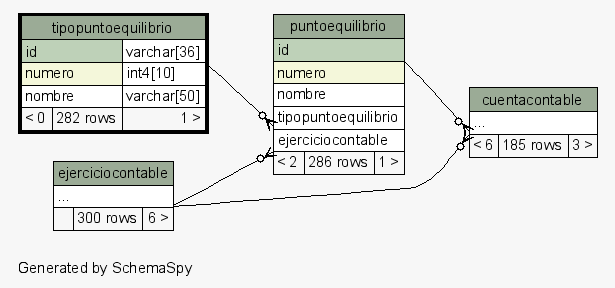 tipopuntoequilibrio
id varchar[36]
numero int4[10]
nombre varchar[50]
< 0 282 rows 1 >
puntoequilibrio
id
numero
nombre
tipopuntoequilibrio
ejerciciocontable
< 2 286 rows 1 >
cuentacontable
...
< 6 185 rows 3 >
ejerciciocontable
...
300 rows 6 >
Generated by SchemaSpy